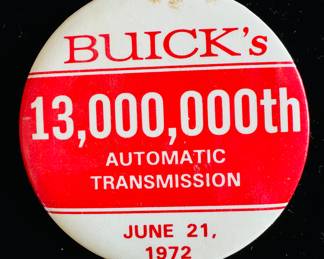 BUICK's
13,000,000th
AUTOMATIC
TRANSMISSION
JUNE 21,
1972